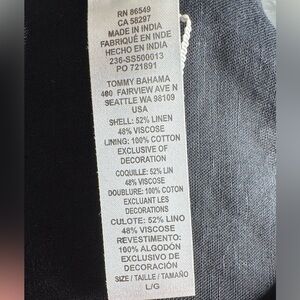 RN 86549
CA 58297
MADE IN INDIA
FABRIQUÉ EN INDE
HECHO EN INDIA
236-SS500013
PO 721691
TOMMY BAHAMA
400 FAIRVIEW AVE N
SEATTLE WA 98109
USA
SHELL: 52% LINEN
48% VISCOSE
LINING: 100% COTTON
EXCLUSIVE OF
DECORATION
COQUILLE: 52% LIN
48% VISCOSE
DOUBLURE: 100% COTON
EXCLUANT LES
DECORATIONS
CULOTE: 52% LINO
48% VISCOSE
REVESTIMENTO:
100% ALGODÓN
EXCLUSIVO DE
DECORACIÓN
SIZE / TAILLE / TAMAÑO
L/G